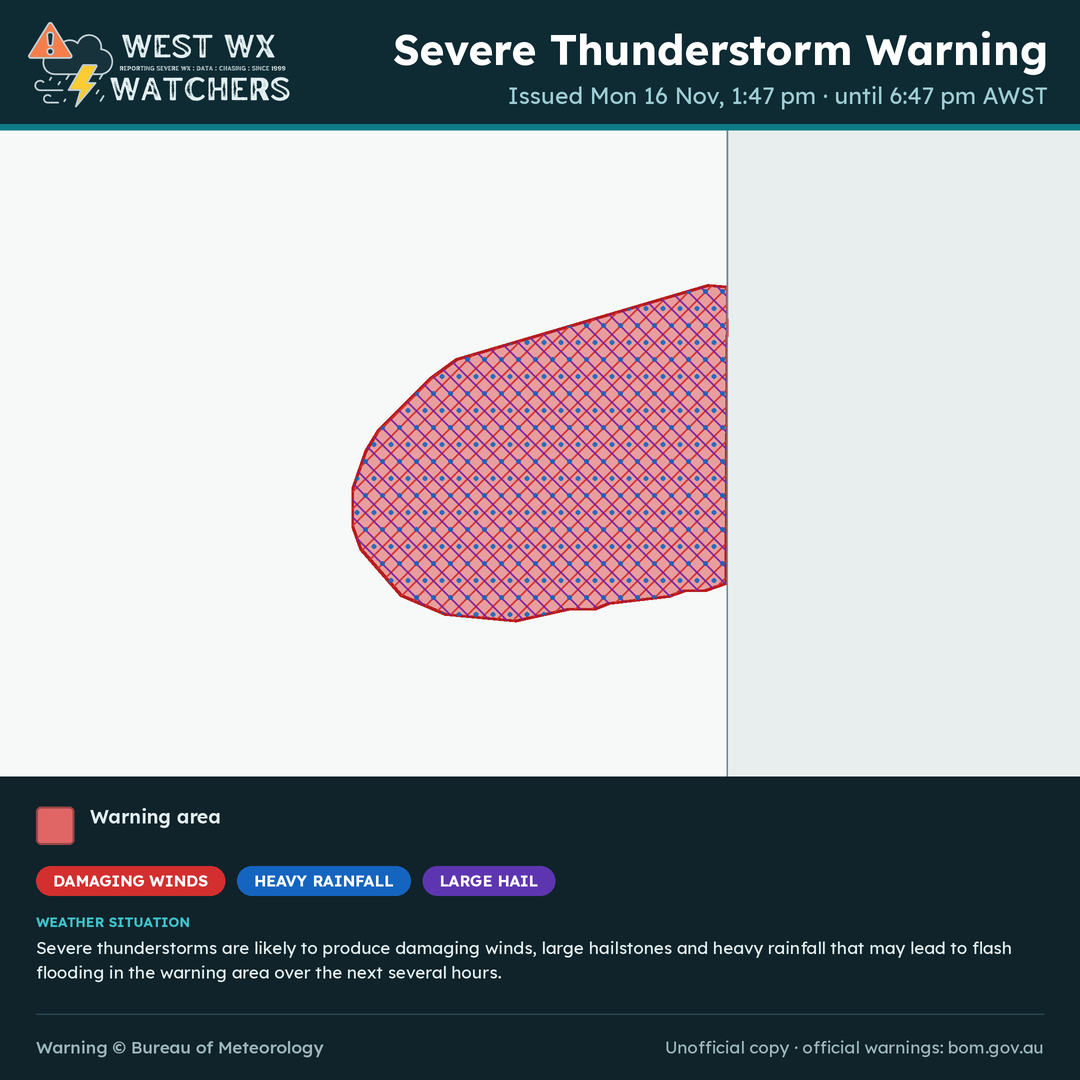 WEST WX
REPORTING SEVERE WX : DATA : CHASING : SINCE 1999
WATCHERS
Severe Thunderstorm Warning
Issued Mon 16 Nov, 1:47 pm · until 6:47 pm AWST
Warning area
DAMAGING WINDS
HEAVY RAINFALL
LARGE HAIL
WEATHER SITUATION
Severe thunderstorms are likely to produce damaging winds, large hailstones and heavy rainfall that may lead to flash
flooding in the warning area over the next several hours.
Warning © Bureau of Meteorology
Unofficial copy · official warnings: bom.gov.au